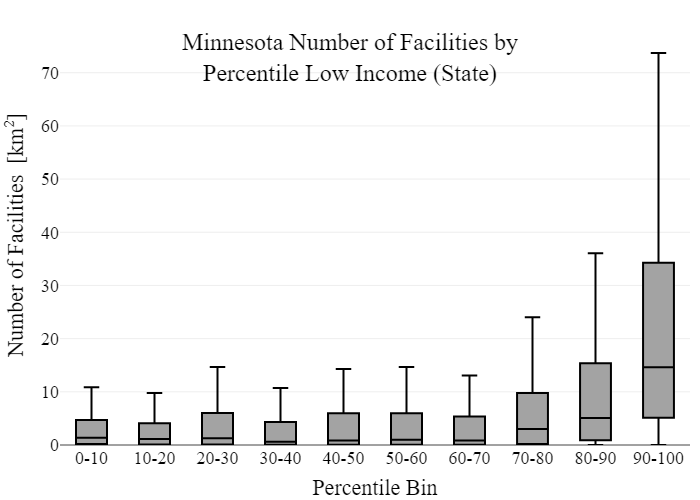 Minnesota Number of Facilities by
Percentile Low Income (State)
Number of Facilities [km²]
70
60
50
40
30
20
10
0
0-10 10-20 20-30 30-40 40-50 50-60 60-70 70-80 80-90 90-100
Percentile Bin